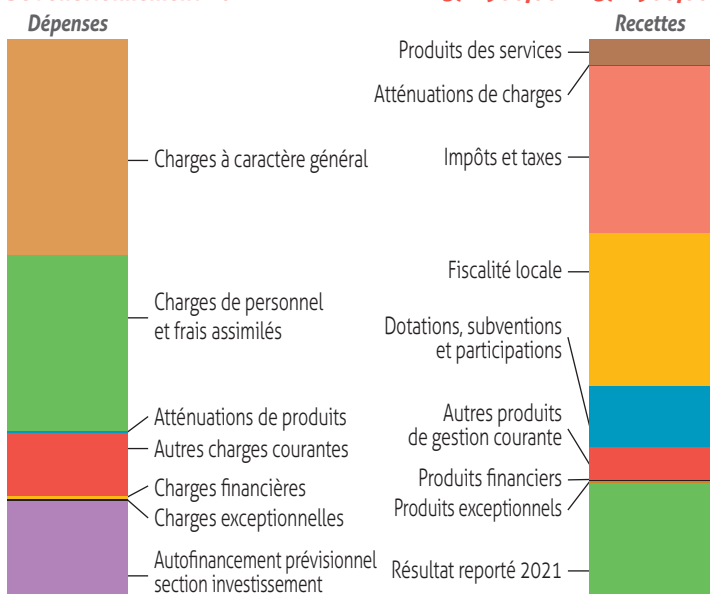 Dépenses
Recettes
Charges à caractère général
Charges de personnel
et frais assimilés
Atténuations de produits
Autres charges courantes
Charges financières
Charges exceptionnelles
Autofinancement prévisionnel
section investissement
Produits des services
Atténuations de charges
Impôts et taxes
Fiscalité locale
Dotations, subventions
et participations
Autres produits
de gestion courante
Produits financiers
Produits exceptionnels
Résultat reporté 2021